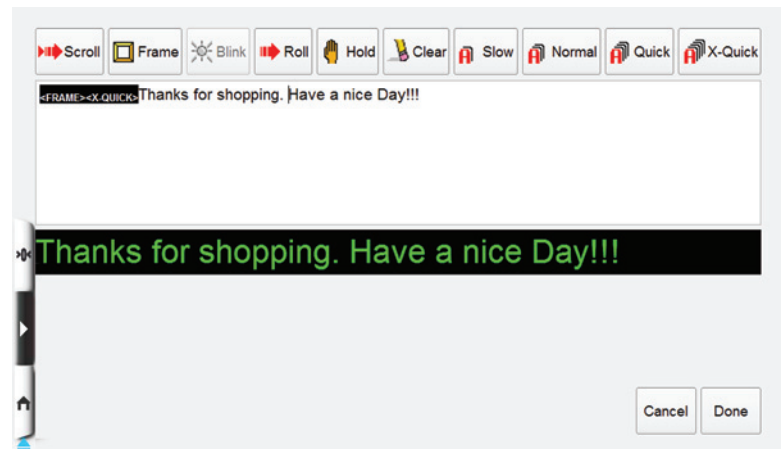 Scroll Frame Blink Roll Hold Clear Slow Normal Quick X-Quick
<FRAME><X-QUICK>Thanks for shopping. Have a nice Day!!!
Thanks for shopping. Have a nice Day!!!
>0<
Cancel Done